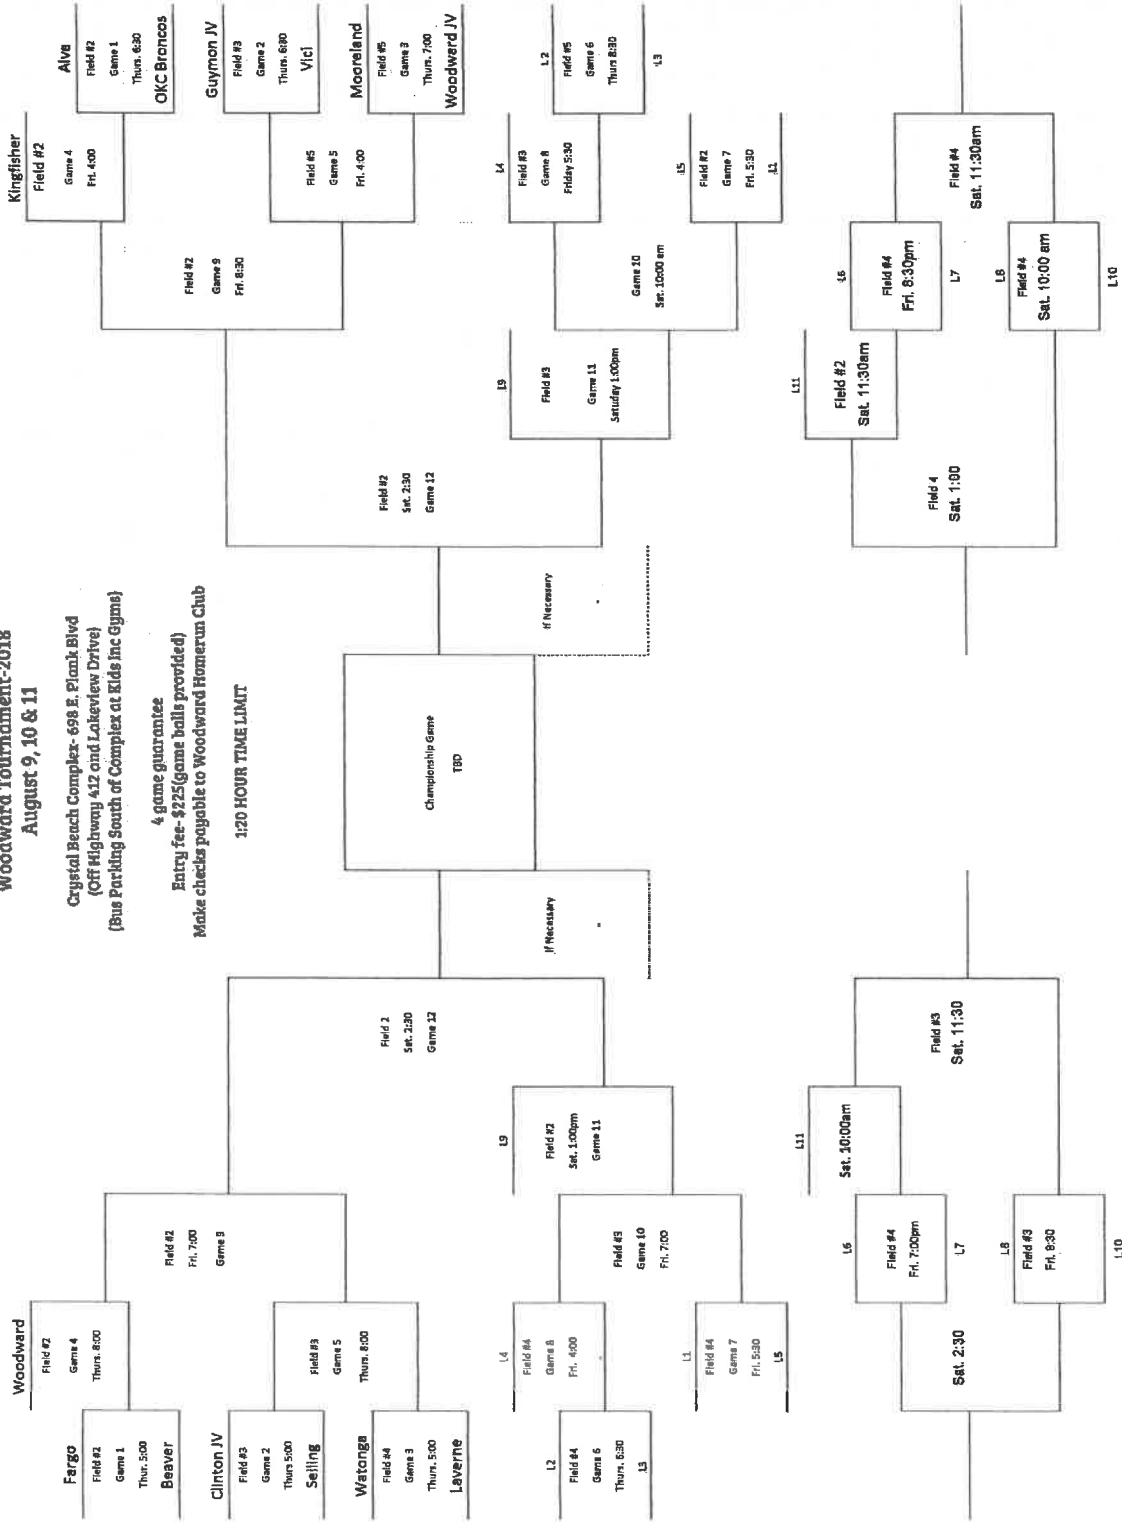 Woodward Tournament-2018
August 9, 10 & 11
Crystal Beach Complex- 698 E. Plank Blvd
(Off Highway 412 and Lakeview Drive)
(Bus Parking South of Complex at Kids Inc Gyms)
4 game guarantee
Entry fee- $225(game balls provided)
Make checks payable to Woodward Homerun Club
1:20 HOUR TIME LIMIT
Woodward
Field #2
Game 4
Thurs. 8:00
Fargo
Field #2
Game 1
Thur. 5:00
Beaver
Clinton JV
Field #3
Game 2
Thurs 5:00
Seiling
Watonga
Field #4
Game 3
Thurs. 5:00
Laverne
Field #3
Game 5
Thurs. 8:00
Field #2
Fri. 7:00
Game 9
Field 2
Sat. 2:30
Game 12
L2
Field #4
Game 6
Thurs. 6:30
L3
L4
Field #4
Game 8
Fri. 4:00
L1
Field #4
Game 7
Fri. 5:30
L5
Field #3
Game 10
Fri. 7:00
L9
Field #2
Sat. 1:00pm
Game 11
If Necessary
Championship Game
TBD
If Necessary
Field #2
Sat. 2:30
Game 12
Field #2
Game 9
Fri. 8:30
Kingfisher
Field #2
Game 4
Fri. 4:00
Alva
Field #2
Game 1
Thurs. 6:30
OKC Broncos
Guymon JV
Field #3
Game 2
Thurs. 6:30
Vici
Field #5
Game 5
Fri. 4:00
Mooreland
Field #5
Game 3
Thurs. 7:00
Woodward JV
L9
Field #3
Game 11
Satuday 1:00pm
Game 10
Sat. 10:00 am
L4
Field #3
Game 8
Friday 5:30
L2
Field #5
Game 6
Thurs 8:30
L3
L5
Field #2
Game 7
Fri. 5:30
L1
Sat. 2:30
L6
Field #4
Fri. 7:00pm
L7
L8
Field #3
Fri. 8:30
L10
L11
Sat. 10:00am
Field #3
Sat. 11:30
Field 4
Sat. 1:00
L11
Field #2
Sat. 11:30am
L6
Field #4
Fri. 8:30pm
L7
L8
Field #4
Sat. 10:00 am
L10
Field #4
Sat. 11:30am